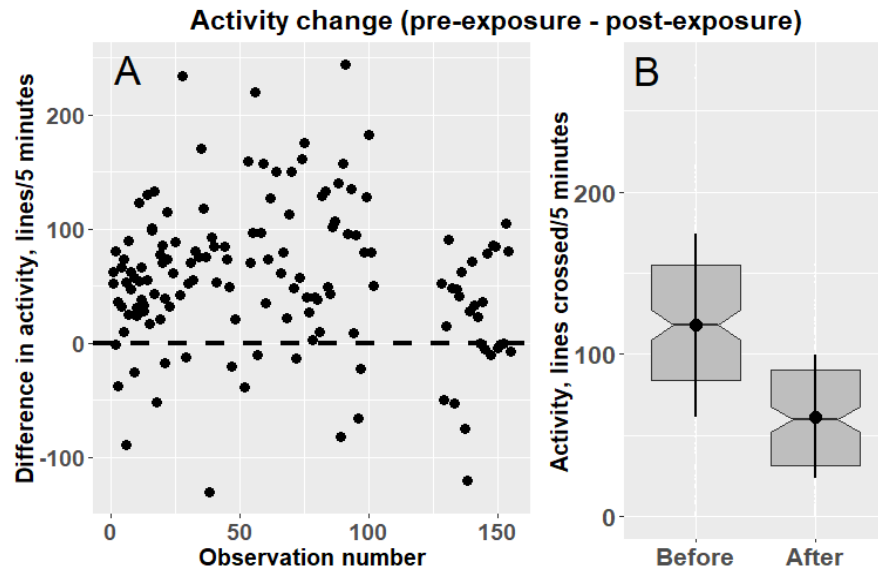 Activity change (pre-exposure - post-exposure)
A
Difference in activity, lines/5 minutes
200
100
0
-100
0
50
100
150
Observation number
B
Activity, lines crossed/5 minutes
200
100
0
Before
After